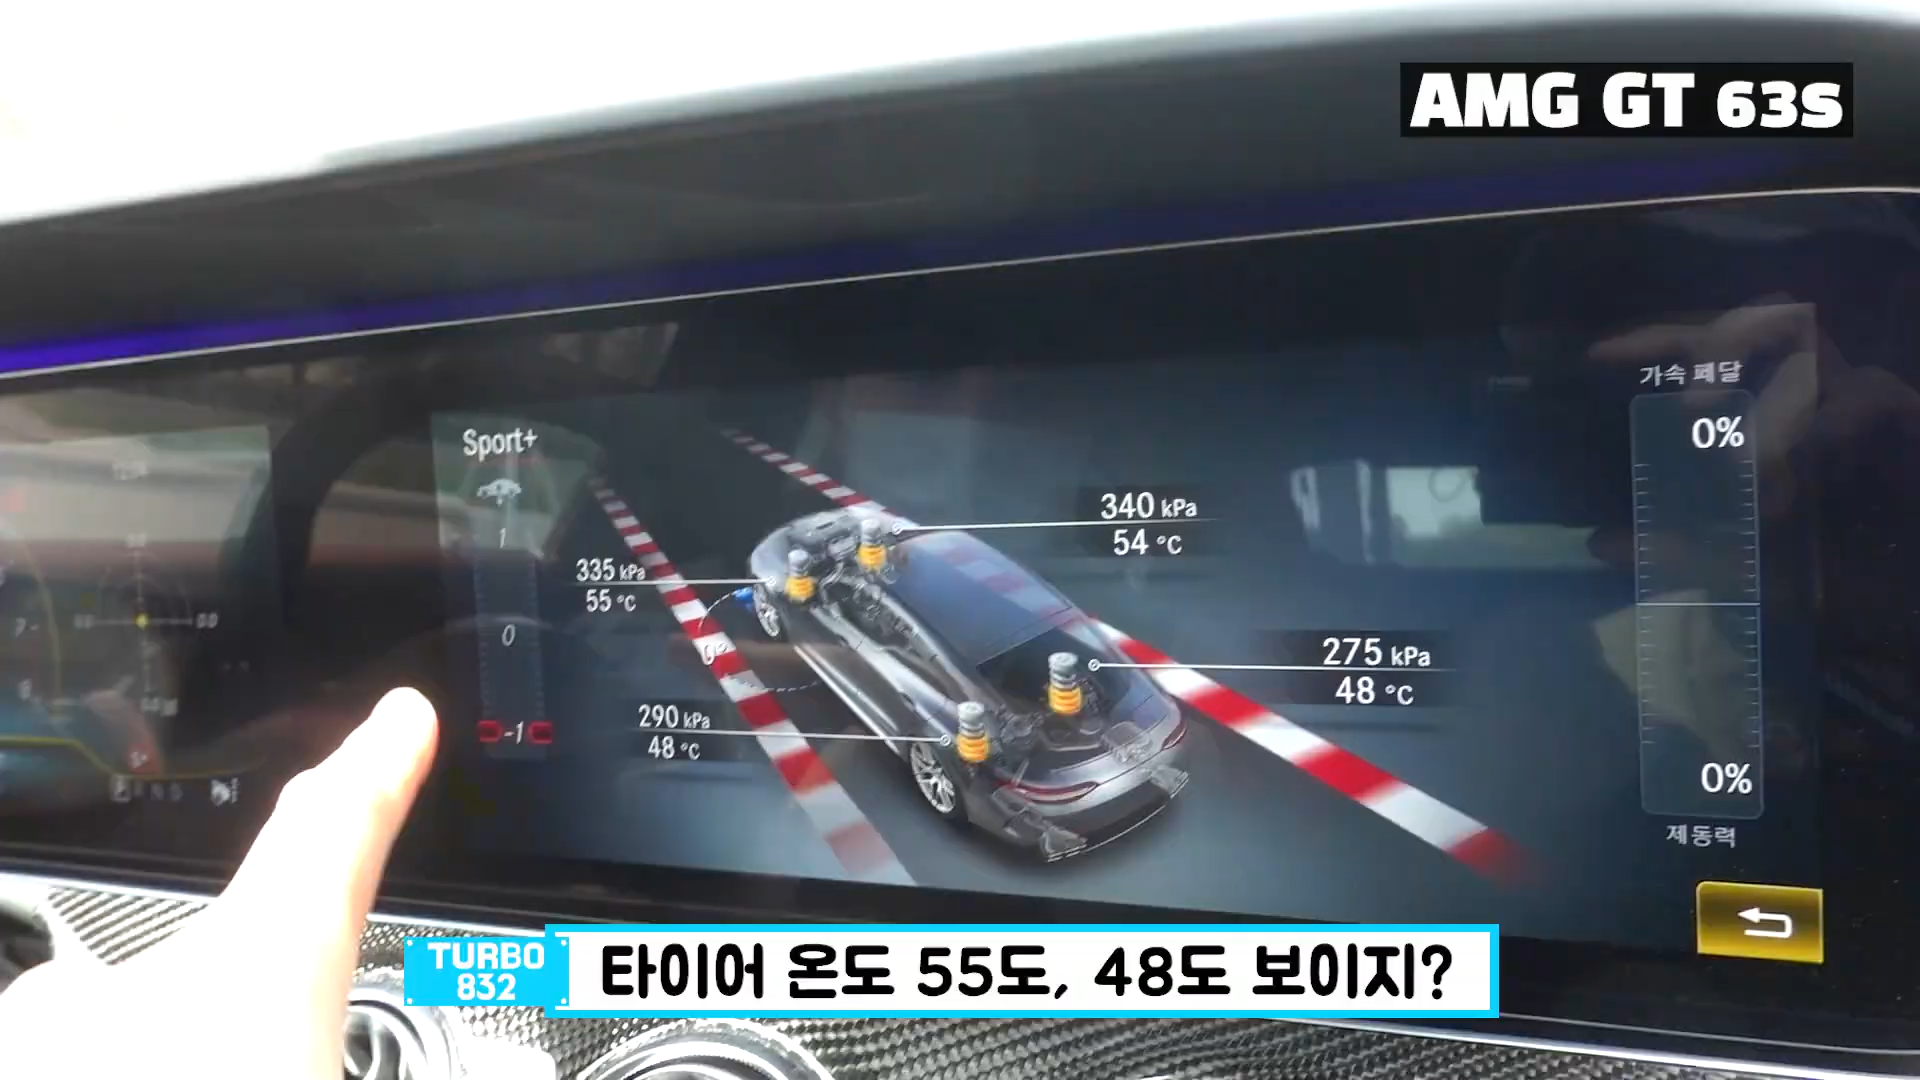 AMG GT 63s
가속 페달
0%
Sport+
1
0
-1
340 kPa
54 °C
335 kPa
55 °C
0°
275 kPa
48 °C
290 kPa
48 °C
0%
제동력
TURBO
832
타이어 온도 55도, 48도 보이지?